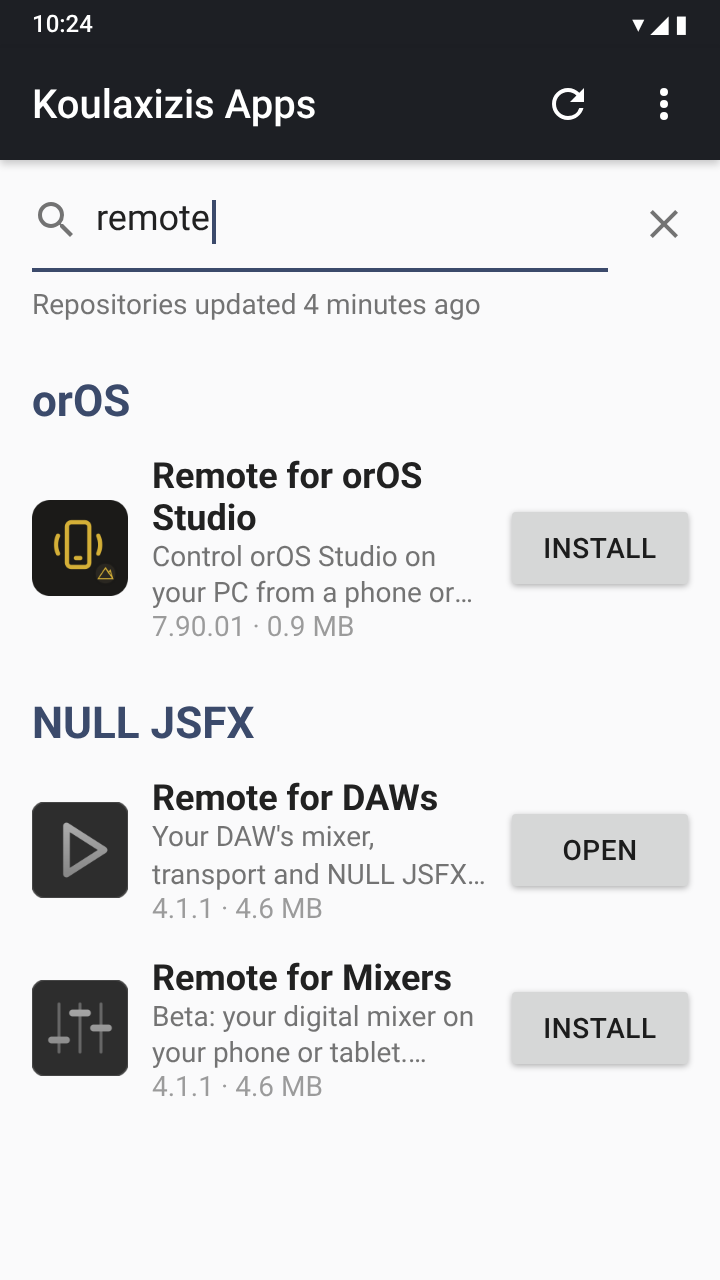 10:24
Koulaxizis Apps
remote
Repositories updated 4 minutes ago
orOS
Remote for orOS
Studio
Control orOS Studio on
your PC from a phone or…
7.90.01 · 0.9 MB
INSTALL
NULL JSFX
Remote for DAWs
Your DAW's mixer,
transport and NULL JSFX…
4.1.1 · 4.6 MB
OPEN
Remote for Mixers
Beta: your digital mixer on
your phone or tablet.…
4.1.1 · 4.6 MB
INSTALL